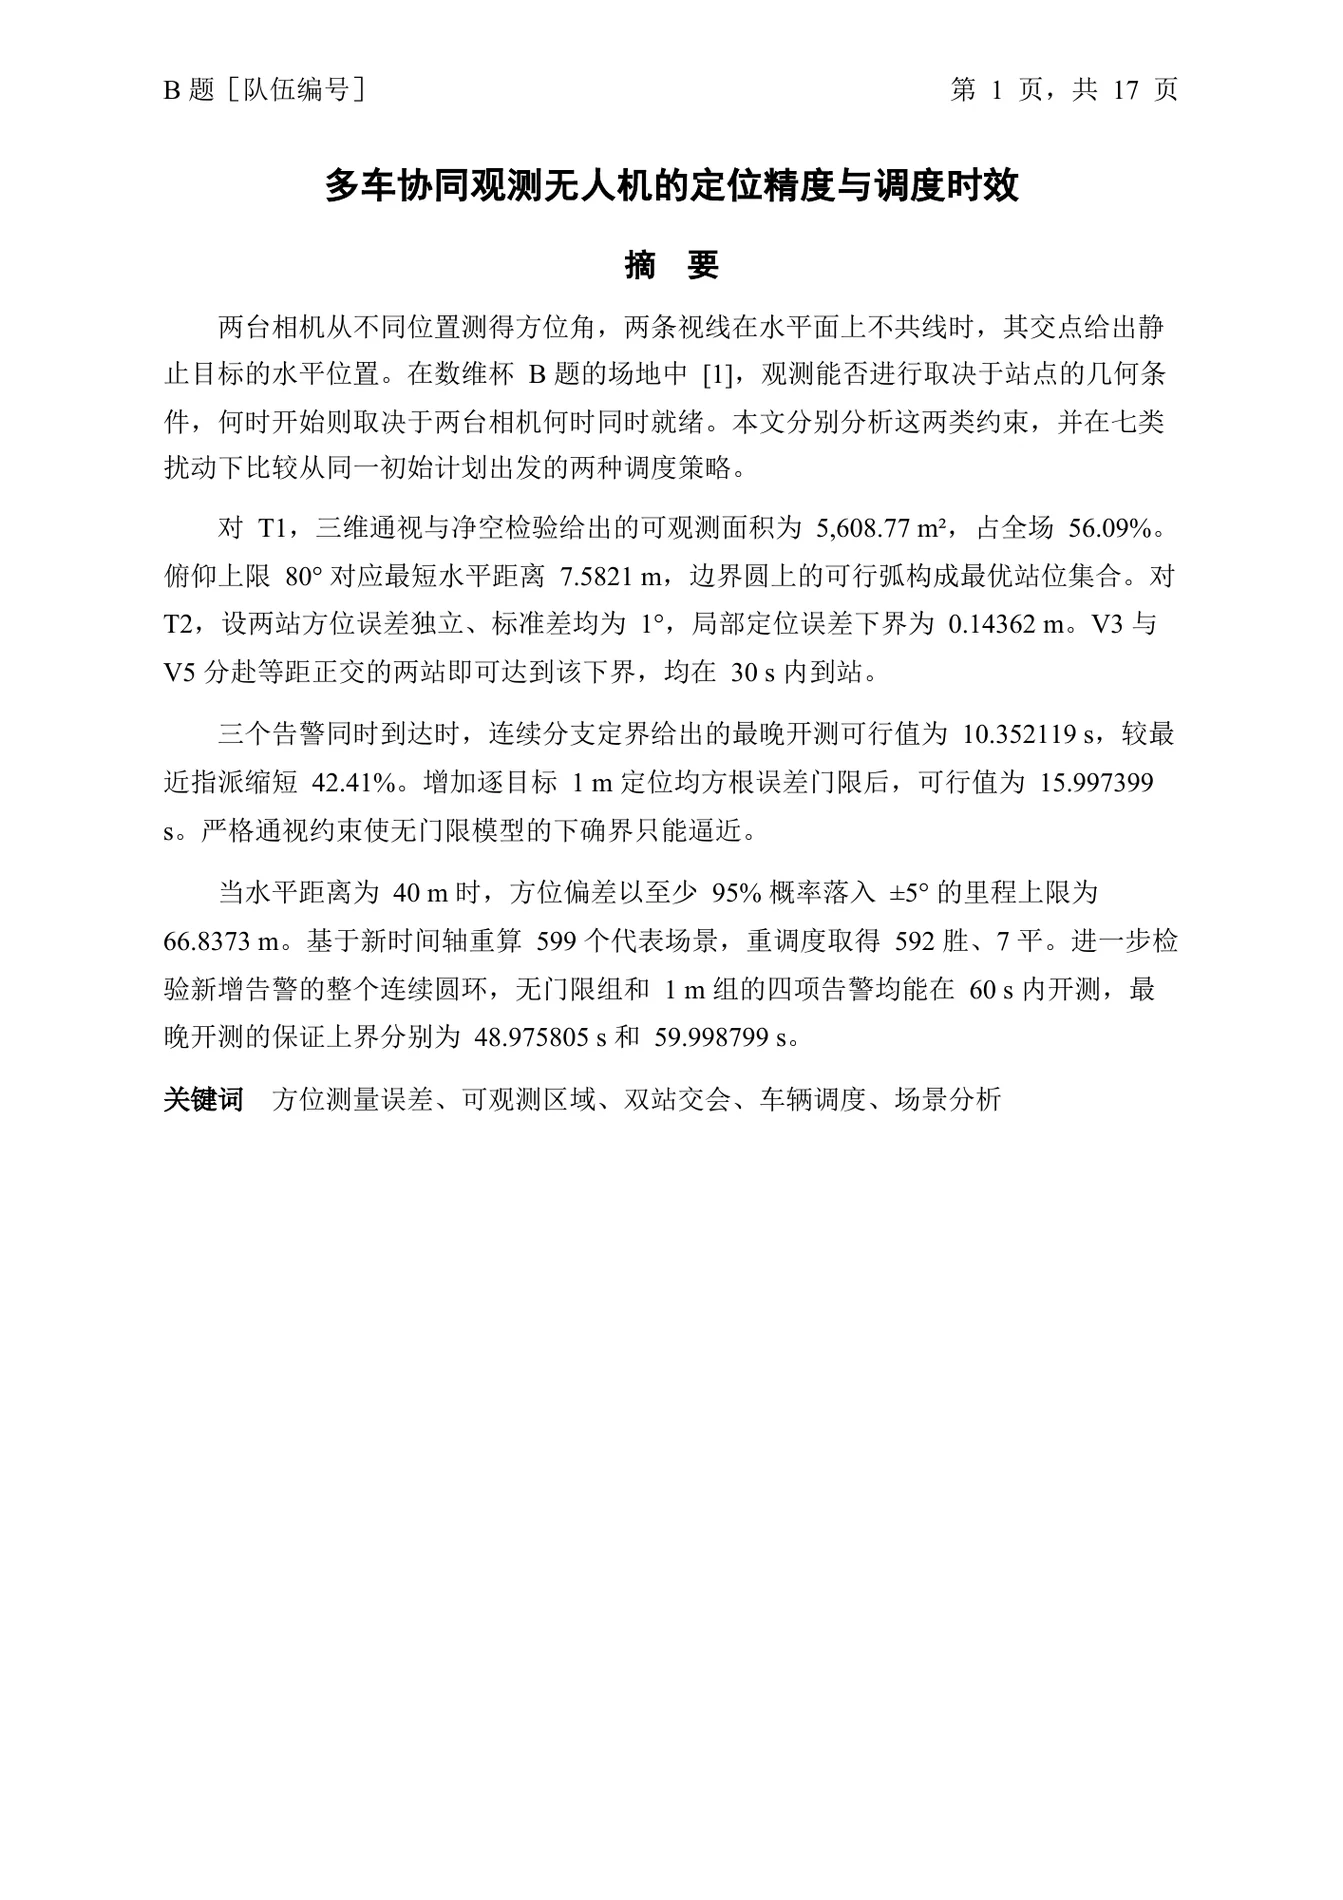 B 题［队伍编号］
第 1 页，共 17 页
多车协同观测无人机的定位精度与调度时效
摘 要
两台相机从不同位置测得方位角，两条视线在水平面上不共线时，其交点给出静
止目标的水平位置。在数维杯 B 题的场地中 [1]，观测能否进行取决于站点的几何条
件，何时开始则取决于两台相机何时同时就绪。本文分别分析这两类约束，并在七类
扰动下比较从同一初始计划出发的两种调度策略。
对 T1，三维通视与净空检验给出的可观测面积为 5,608.77 m²，占全场 56.09%。
俯仰上限 80° 对应最短水平距离 7.5821 m，边界圆上的可行弧构成最优站位集合。对
T2，设两站方位误差独立、标准差均为 1°，局部定位误差下界为 0.14362 m。V3 与
V5 分赴等距正交的两站即可达到该下界，均在 30 s 内到站。
三个告警同时到达时，连续分支定界给出的最晚开测可行值为 10.352119 s，较最
近指派缩短 42.41%。增加逐目标 1 m 定位均方根误差门限后，可行值为 15.997399
s。严格通视约束使无门限模型的下确界只能逼近。
当水平距离为 40 m 时，方位偏差以至少 95% 概率落入 ±5° 的里程上限为
66.8373 m。基于新时间轴重算 599 个代表场景，重调度取得 592 胜、7 平。进一步检
验新增告警的整个连续圆环，无门限组和 1 m 组的四项告警均能在 60 s 内开测，最
晚开测的保证上界分别为 48.975805 s 和 59.998799 s。
关键词 方位测量误差、可观测区域、双站交会、车辆调度、场景分析